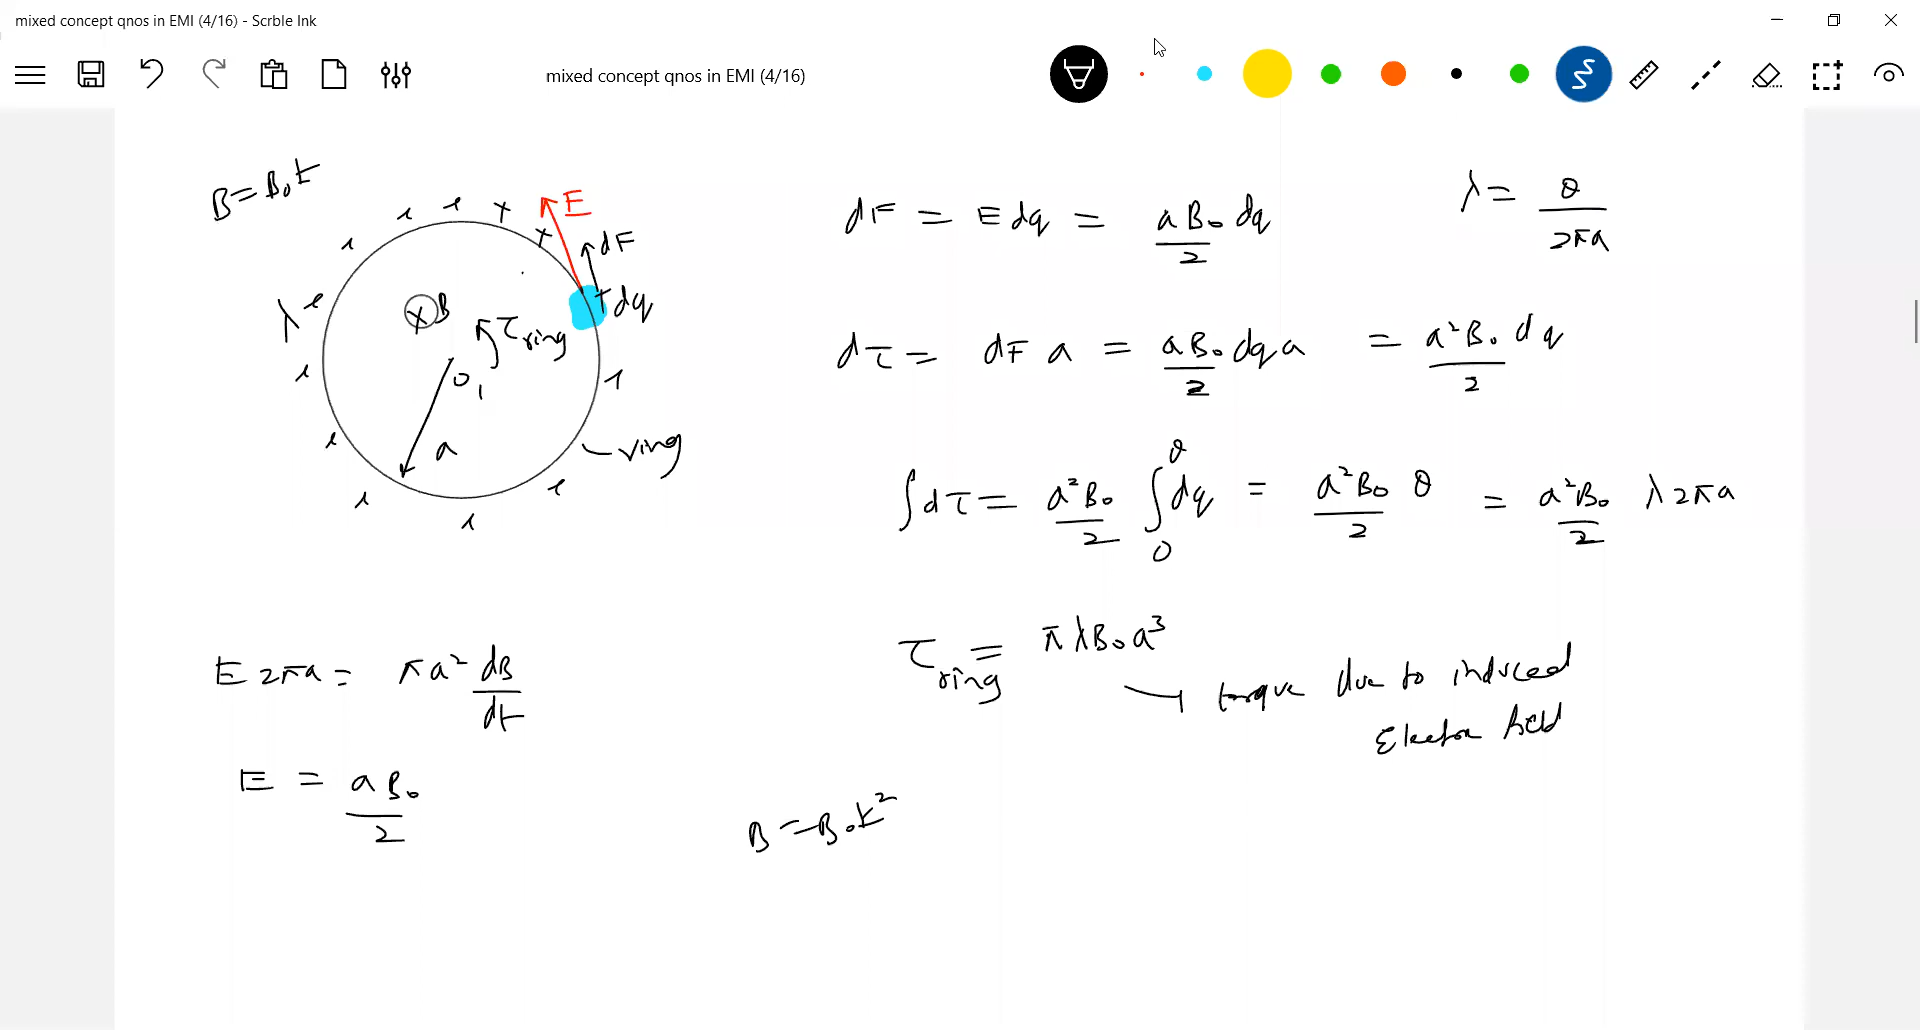 mixed concept qnos in EMI (4/16) - Scrble Ink
mixed concept qnos in EMI (4/16)
B = B₀t
E
dF
+dq
λ
B
τring
O₁
a
ring
dF = E dq = aB₀/2 dq
λ = Q/2πa
dτ = dF a = aB₀/2 dq a = a²B₀/2 dq
∫dτ = a²B₀/2 ∫₀^Q dq = a²B₀/2 Q = a²B₀/2 λ2πa
τring = πλB₀a³
torque due to induced
Electric field
E 2πa = πa² dB/dt
E = aB₀/2
B = B₀t²